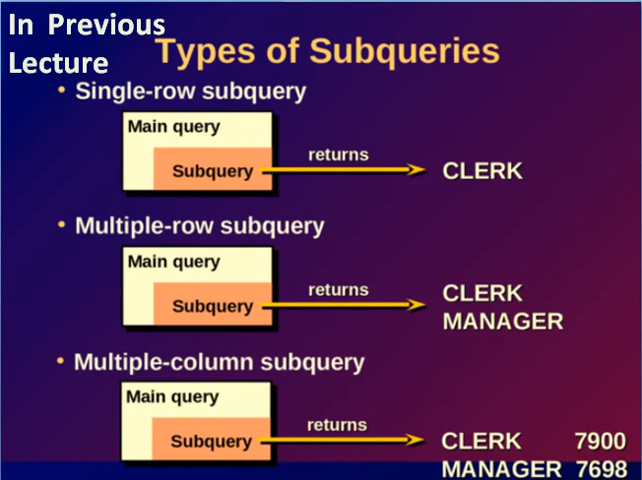 In Previous
Lecture
Types of Subqueries
• Single-row subquery
Main query
Subquery
returns
CLERK
• Multiple-row subquery
Main query
Subquery
returns
CLERK
MANAGER
• Multiple-column subquery
Main query
Subquery
returns
CLERK 7900
MANAGER 7698